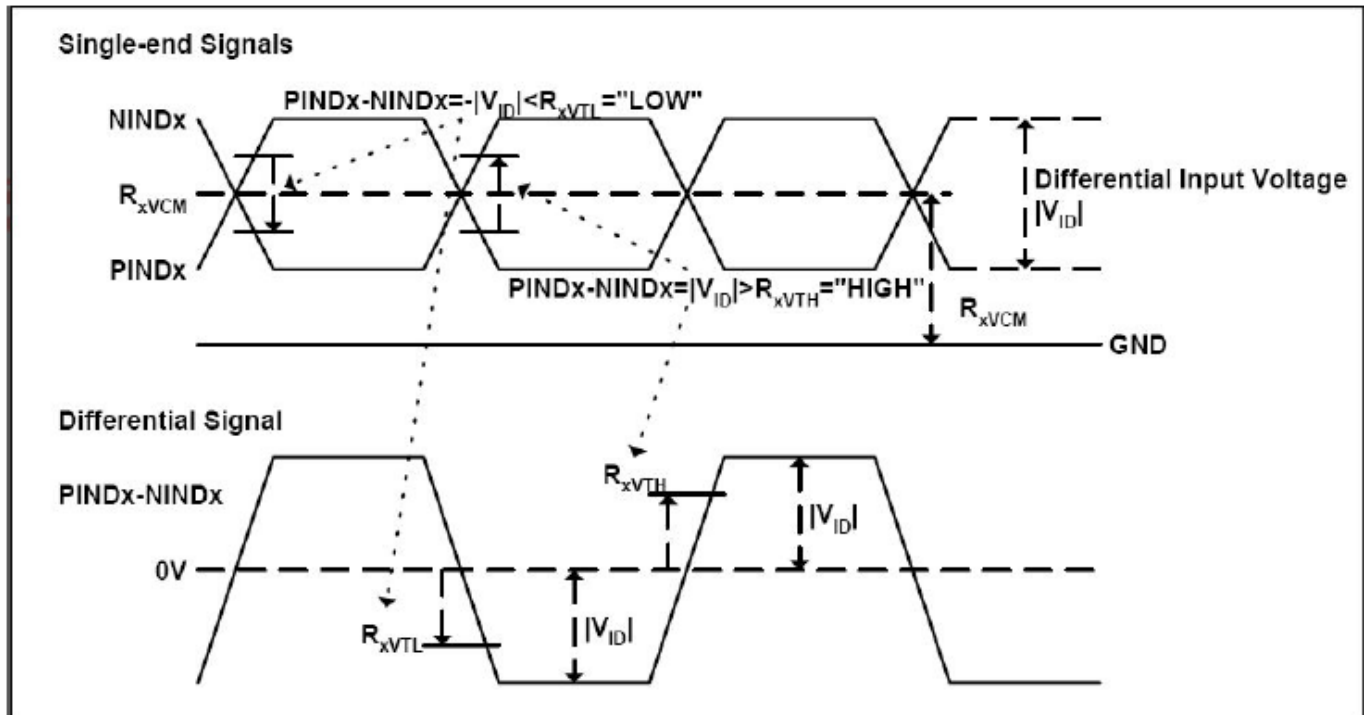 Single-end Signals
PINDx-NINDx=-|VID|<RxVTL="LOW"
NINDx
RxVCM
Differential Input Voltage
|VID|
PINDx
PINDx-NINDx=|VID|>RxVTH="HIGH"
RxVCM
GND
Differential Signal
RxVTH
PINDx-NINDx
|VID|
0V
RxVTL
|VID|